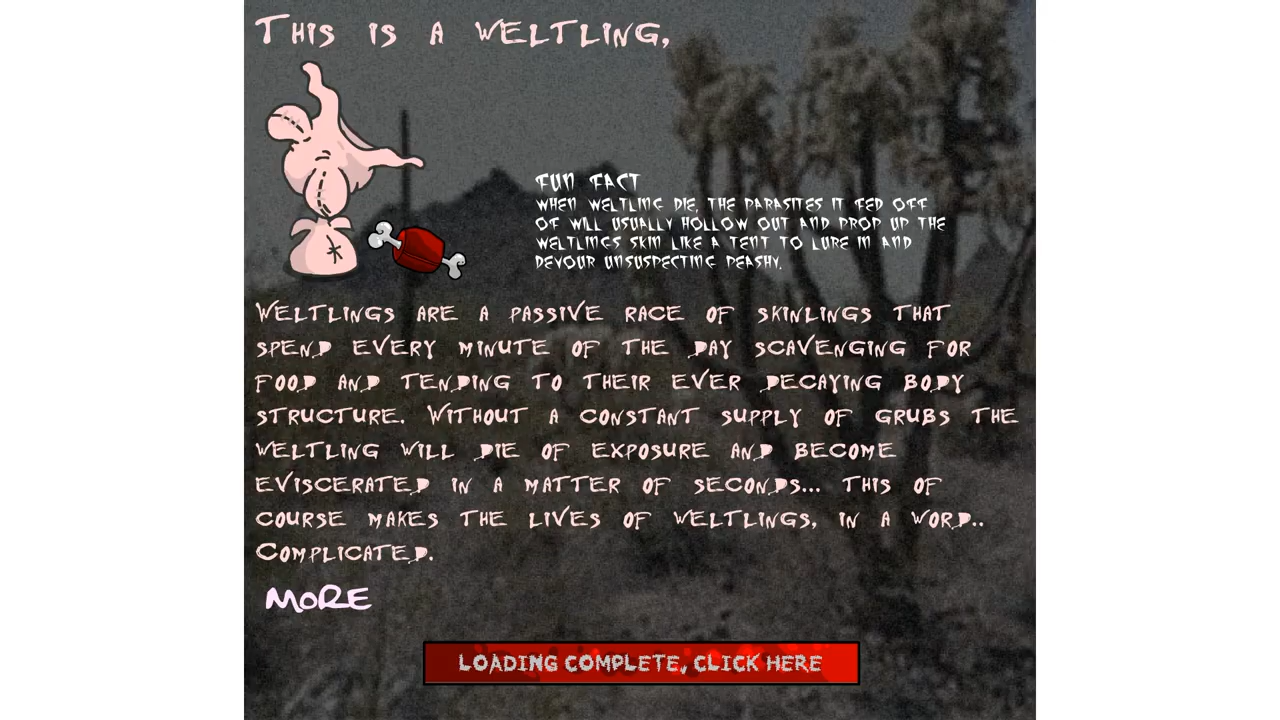 This is a weltling,
Fun Fact
When weltling die, the parasites it fed off
of will usually hollow out and prop up the
weltlings skin like a tent to lure in and
devour unsuspecting peashy.
Weltlings are a passive race of skinlings that
spend every minute of the day scavenging for
food and tending to their ever decaying body
structure. Without a constant supply of grubs the
weltling will die of exposure and become
eviscerated in a matter of seconds... this of
course makes the lives of weltlings, in a word..
Complicated.
MORE
LOADING COMPLETE, CLICK HERE